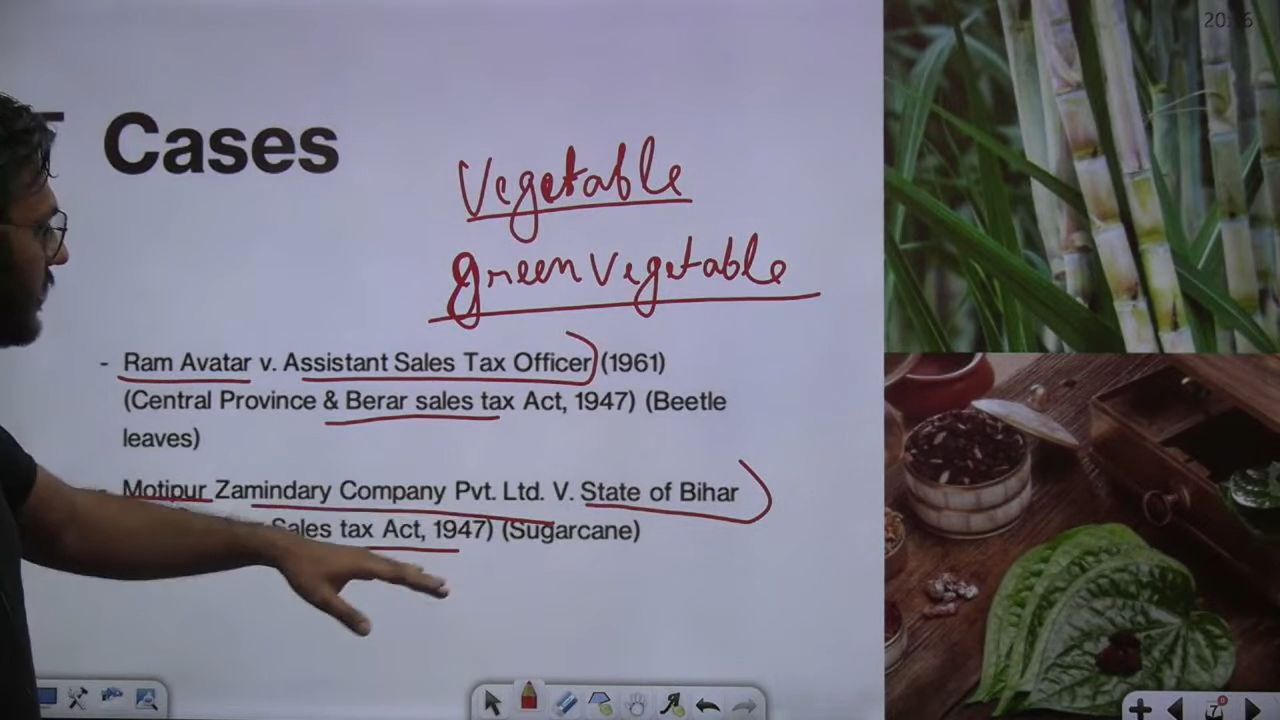 Cases
Vegetable
green vegetable
- Ram Avatar v. Assistant Sales Tax Officer (1961)
(Central Province & Berar sales tax Act, 1947) (Beetle
leaves)
- Motipur Zamindary Company Pvt. Ltd. V. State of Bihar
Sales tax Act, 1947) (Sugarcane)
7